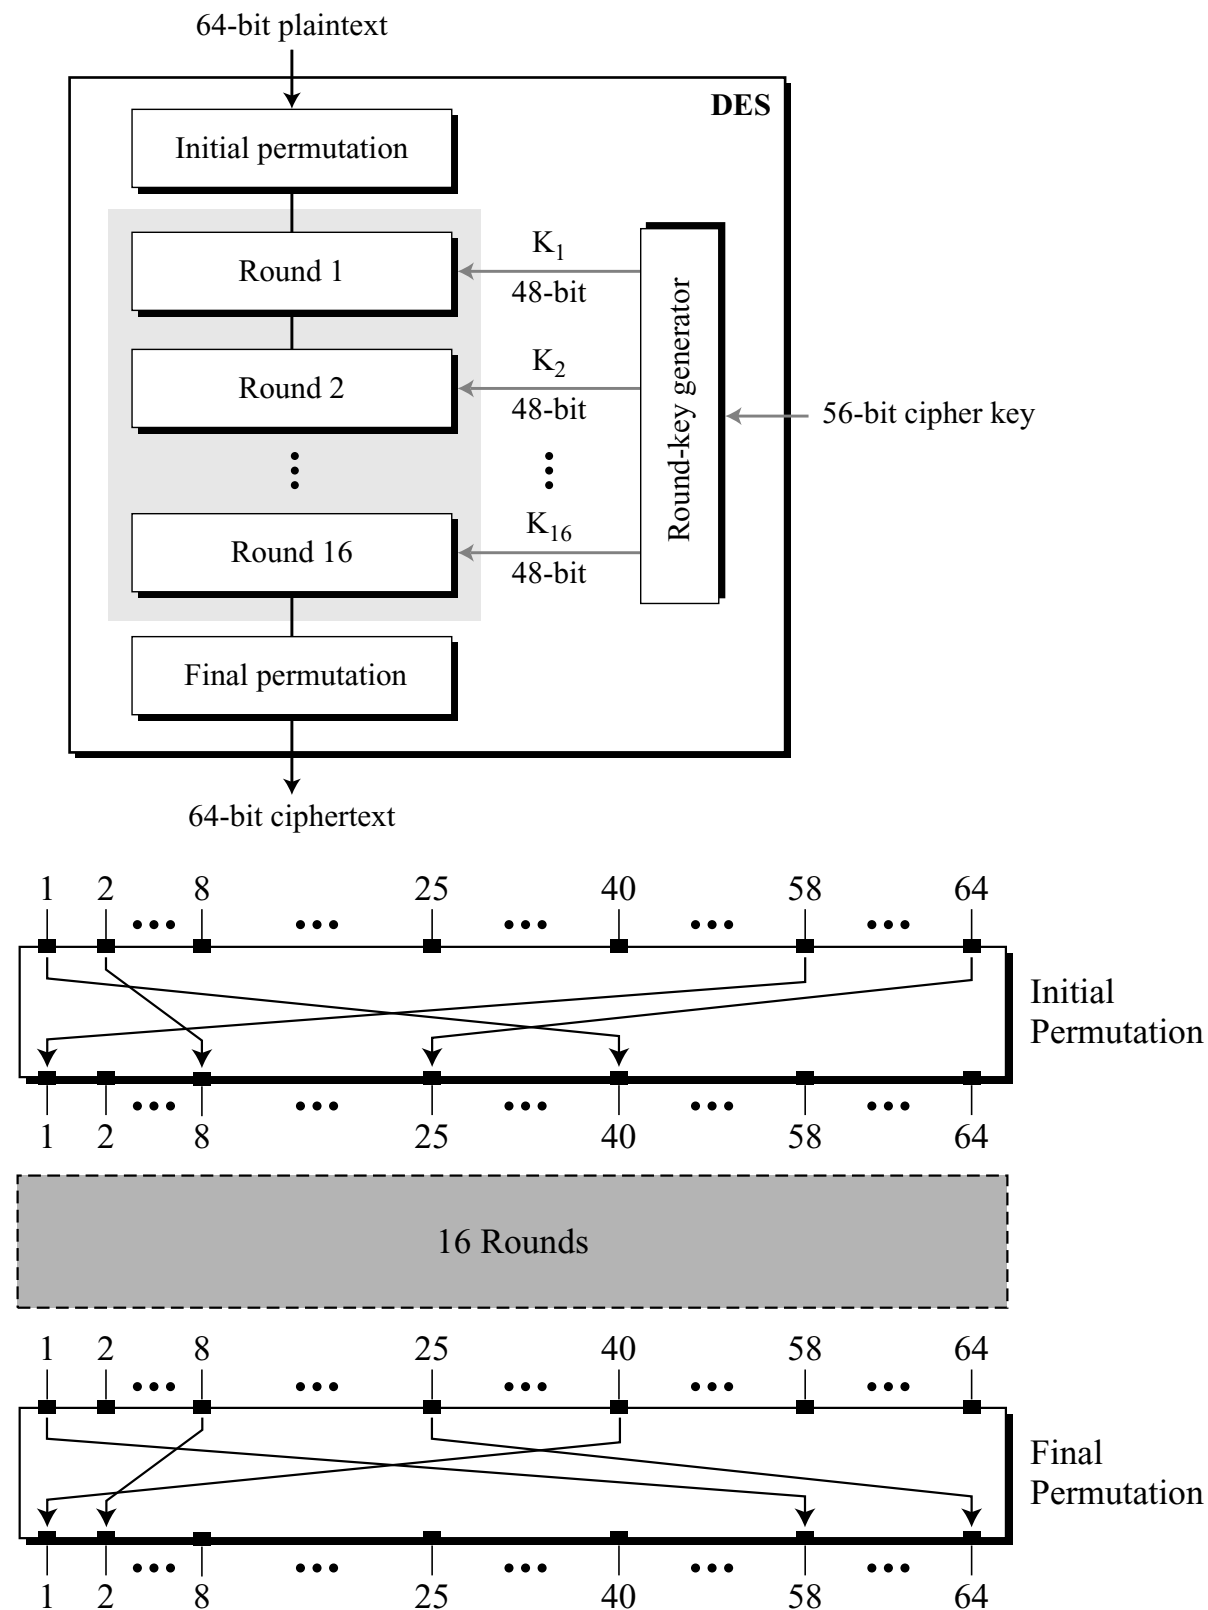 64-bit plaintext
DES
Initial permutation
Round 1
K1
48-bit
Round 2
K2
48-bit
Round 16
K16
48-bit
Round-key generator
56-bit cipher key
Final permutation
64-bit ciphertext
1 2 8 25 40 58 64
Initial
Permutation
1 2 8 25 40 58 64
16 Rounds
1 2 8 25 40 58 64
Final
Permutation
1 2 8 25 40 58 64